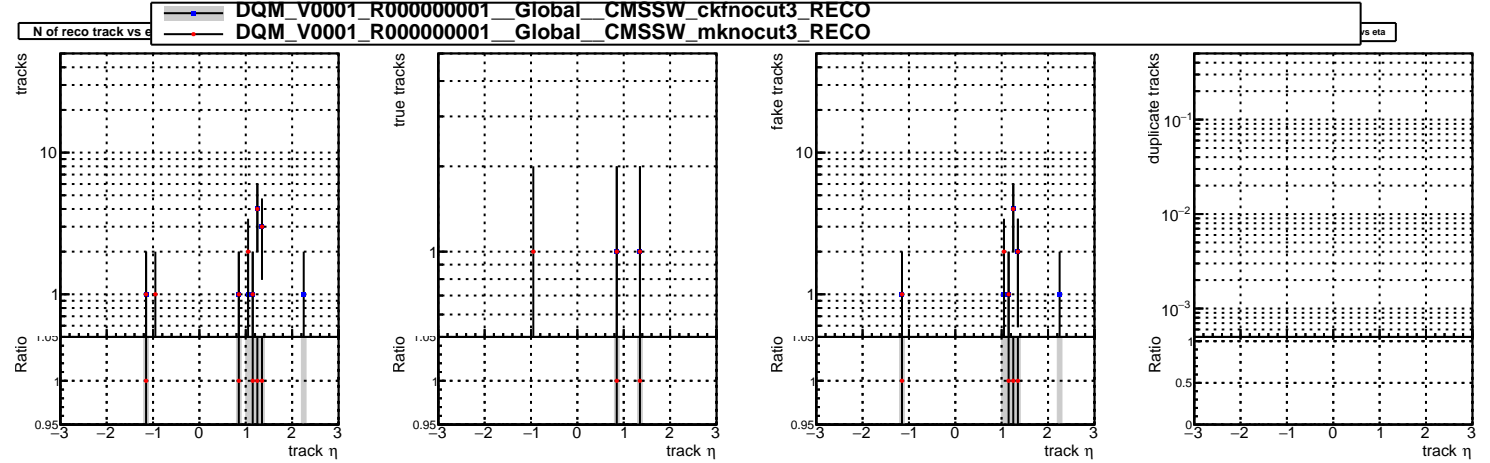 DQM_V0001_R000000001__Global__CMSSW_ckfnocut3_RECO
DQM_V0001_R000000001__Global__CMSSW_mknocut3_RECO
N of reco track vs e
vs eta
tracks
10
1
Ratio
1.05
1
0.95
−3 −2 −1 0 1 2 3
track η
true tracks
1
Ratio
1.05
1
0.95
−3 −2 −1 0 1 2 3
track η
fake tracks
10
1
Ratio
1.05
1
0.95
−3 −2 −1 0 1 2 3
track η
duplicate tracks
10−1
10−2
10−3
Ratio
1
0.5
0
−3 −2 −1 0 1 2 3
track η